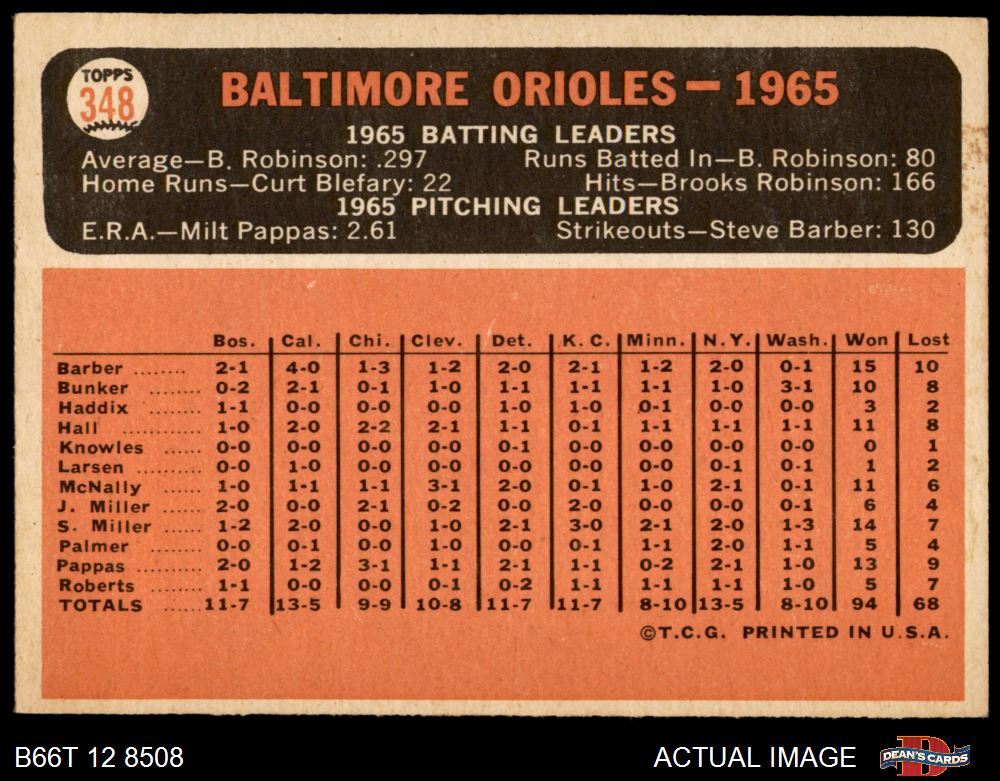 TOPPS
348
BALTIMORE ORIOLES — 1965
1965 BATTING LEADERS
Average—B. Robinson: .297 Runs Batted In—B. Robinson: 80
Home Runs—Curt Blefary: 22 Hits—Brooks Robinson: 166
1965 PITCHING LEADERS
E.R.A.—Milt Pappas: 2.61 Strikeouts—Steve Barber: 130
Bos. Cal. Chi. Clev. Det. K.C. Minn. N.Y. Wash. Won Lost
Barber ........ 2-1 4-0 1-3 1-2 2-0 2-1 1-2 2-0 0-1 15 10
Bunker ........ 0-2 2-1 0-1 1-0 1-1 1-1 1-1 1-0 3-1 10 8
Haddix ........ 1-1 0-0 0-0 0-0 1-0 1-0 0-1 0-0 0-0 3 2
Hall ........... 1-0 2-0 2-2 2-1 1-1 0-1 1-1 1-1 1-1 11 8
Knowles ...... 0-0 0-0 0-0 0-0 0-1 0-0 0-0 0-0 0-0 0 1
Larsen ........ 0-0 1-0 0-0 0-0 0-0 0-0 0-0 0-1 0-1 1 2
McNally ...... 1-0 1-1 1-1 3-1 2-0 0-1 1-0 2-1 0-1 11 6
J. Miller ...... 2-0 0-0 2-1 0-2 0-0 2-0 0-0 0-0 0-1 6 4
S. Miller ...... 1-2 2-0 0-0 1-0 2-1 3-0 2-1 2-0 1-3 14 7
Palmer ........ 0-0 0-1 0-0 1-0 0-0 0-1 1-1 2-0 1-1 5 4
Pappas ........ 2-0 1-2 3-1 1-1 2-1 1-1 0-2 2-1 1-0 13 9
Roberts ...... 1-1 0-0 0-0 0-1 0-2 1-1 1-1 1-1 1-0 5 7
TOTALS ...... 11-7 13-5 9-9 10-8 11-7 11-7 8-10 13-5 8-10 94 68
©T.C.G. PRINTED IN U.S.A.
B66T 12 8508 ACTUAL IMAGE DEAN'S CARDS